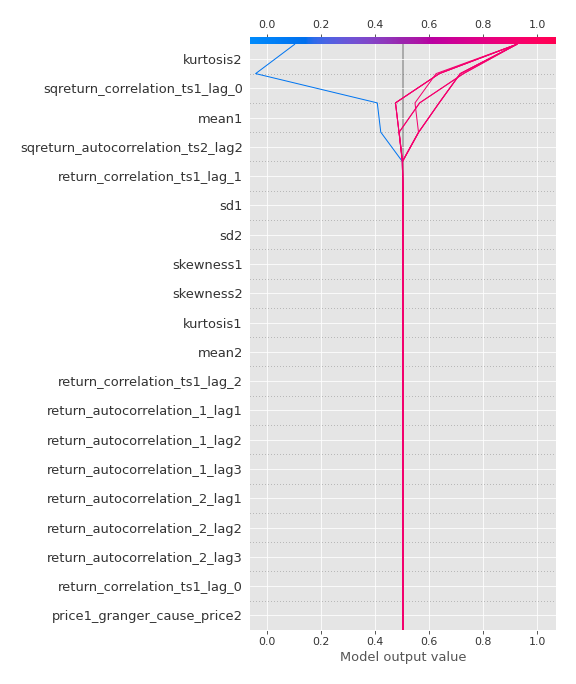 0.0 0.2 0.4 0.6 0.8 1.0
kurtosis2
sqreturn_correlation_ts1_lag_0
mean1
sqreturn_autocorrelation_ts2_lag2
return_correlation_ts1_lag_1
sd1
sd2
skewness1
skewness2
kurtosis1
mean2
return_correlation_ts1_lag_2
return_autocorrelation_1_lag1
return_autocorrelation_1_lag2
return_autocorrelation_1_lag3
return_autocorrelation_2_lag1
return_autocorrelation_2_lag2
return_autocorrelation_2_lag3
return_correlation_ts1_lag_0
price1_granger_cause_price2
0.0 0.2 0.4 0.6 0.8 1.0
Model output value